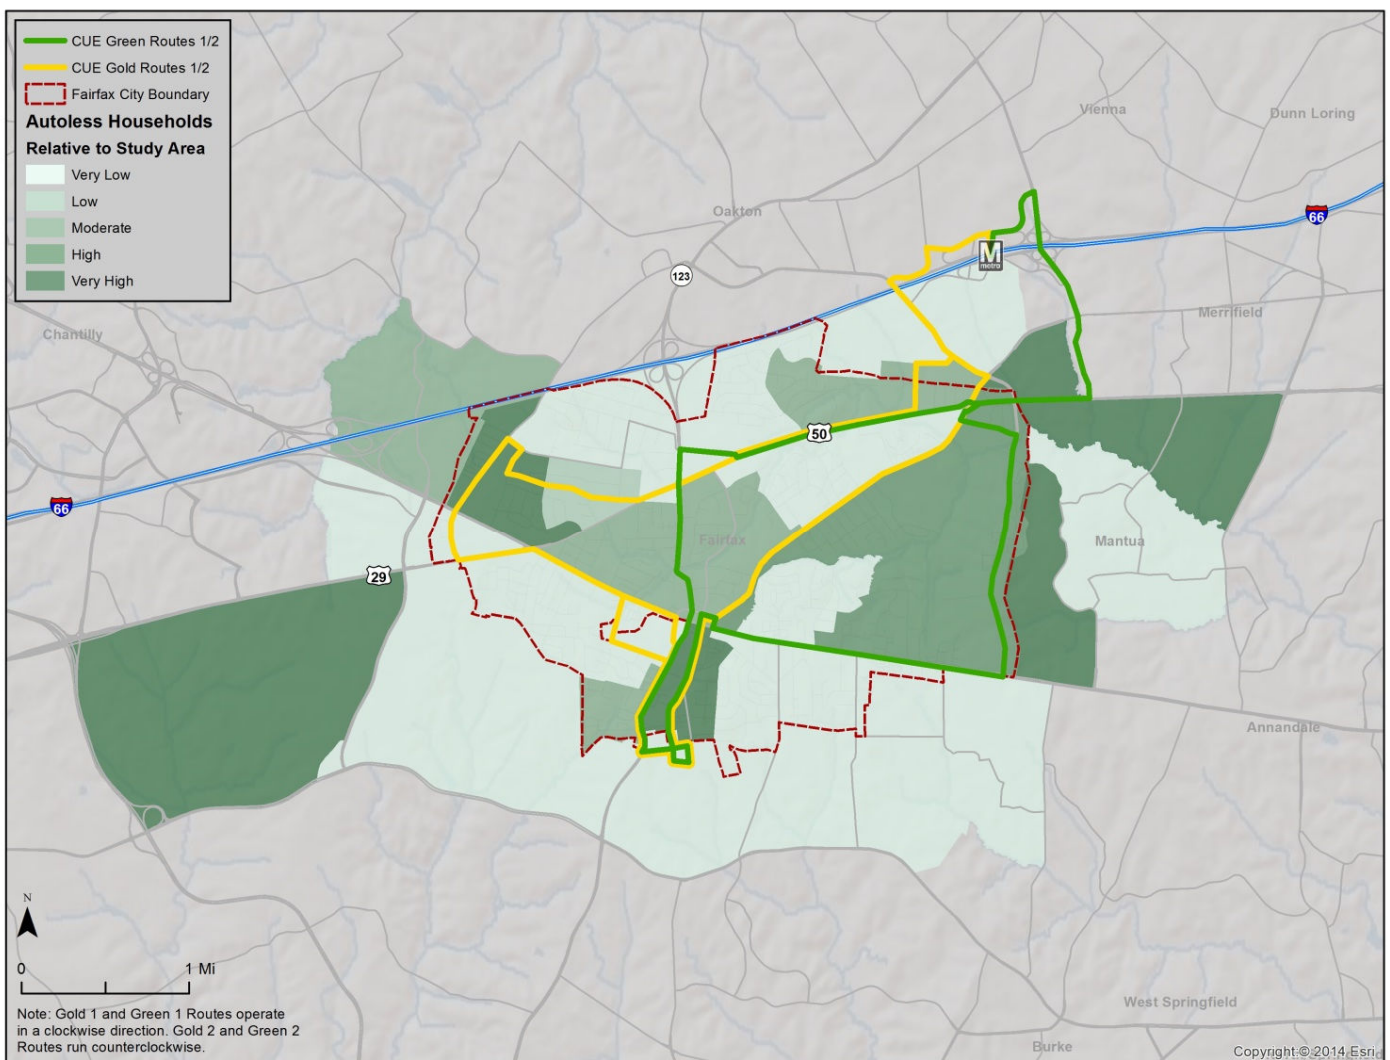 CUE Green Routes 1/2
CUE Gold Routes 1/2
Fairfax City Boundary
Autoless Households
Relative to Study Area
Very Low
Low
Moderate
High
Very High
Vienna
Dunn Loring
Oakton
66
M
metro
123
Merrifield
Chantilly
50
66
Fairfax
Mantua
29
Annandale
N
0 1 Mi
West Springfield
Note: Gold 1 and Green 1 Routes operate
in a clockwise direction. Gold 2 and Green 2
Routes run counterclockwise.
Burke
Copyright:© 2014 Esri